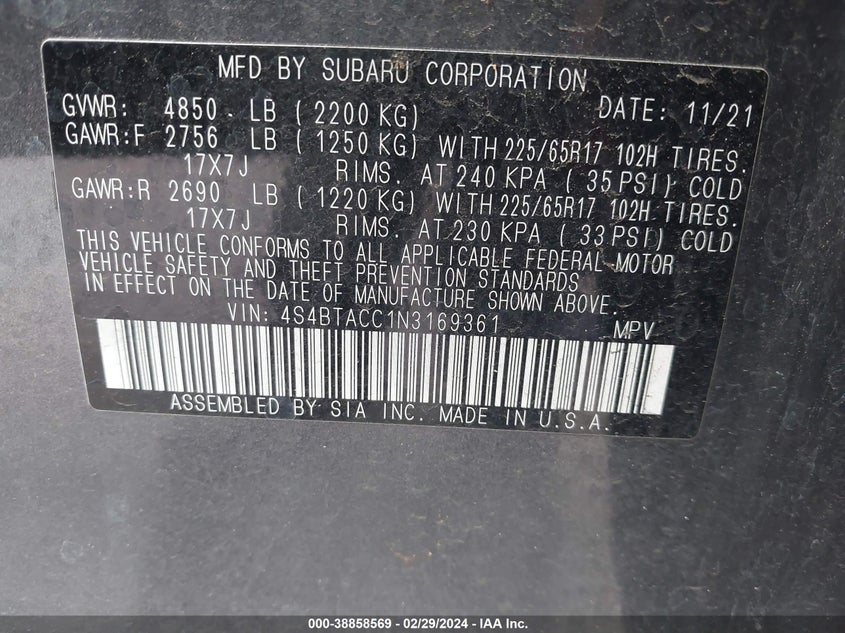 MFD BY SUBARU CORPORATION
GVWR: 4850 LB (2200 KG) DATE: 11/21
GAWR:F 2756 LB (1250 KG) WITH 225/65R17 102H TIRES.
17X7J RIMS. AT 240 KPA (35 PSI) COLD
GAWR:R 2690 LB (1220 KG) WITH 225/65R17 102H TIRES.
17X7J RIMS. AT 230 KPA (33 PSI) COLD
THIS VEHICLE CONFORMS TO ALL APPLICABLE FEDERAL MOTOR
VEHICLE SAFETY AND THEFT PREVENTION STANDARDS
IN EFFECT ON THE DATE OF MANUFACTURE SHOWN ABOVE.
VIN: 4S4BTACC1N3169361 MPV
ASSEMBLED BY SIA INC. MADE IN U.S.A.
000-38858569 - 02/29/2024 - IAA Inc.